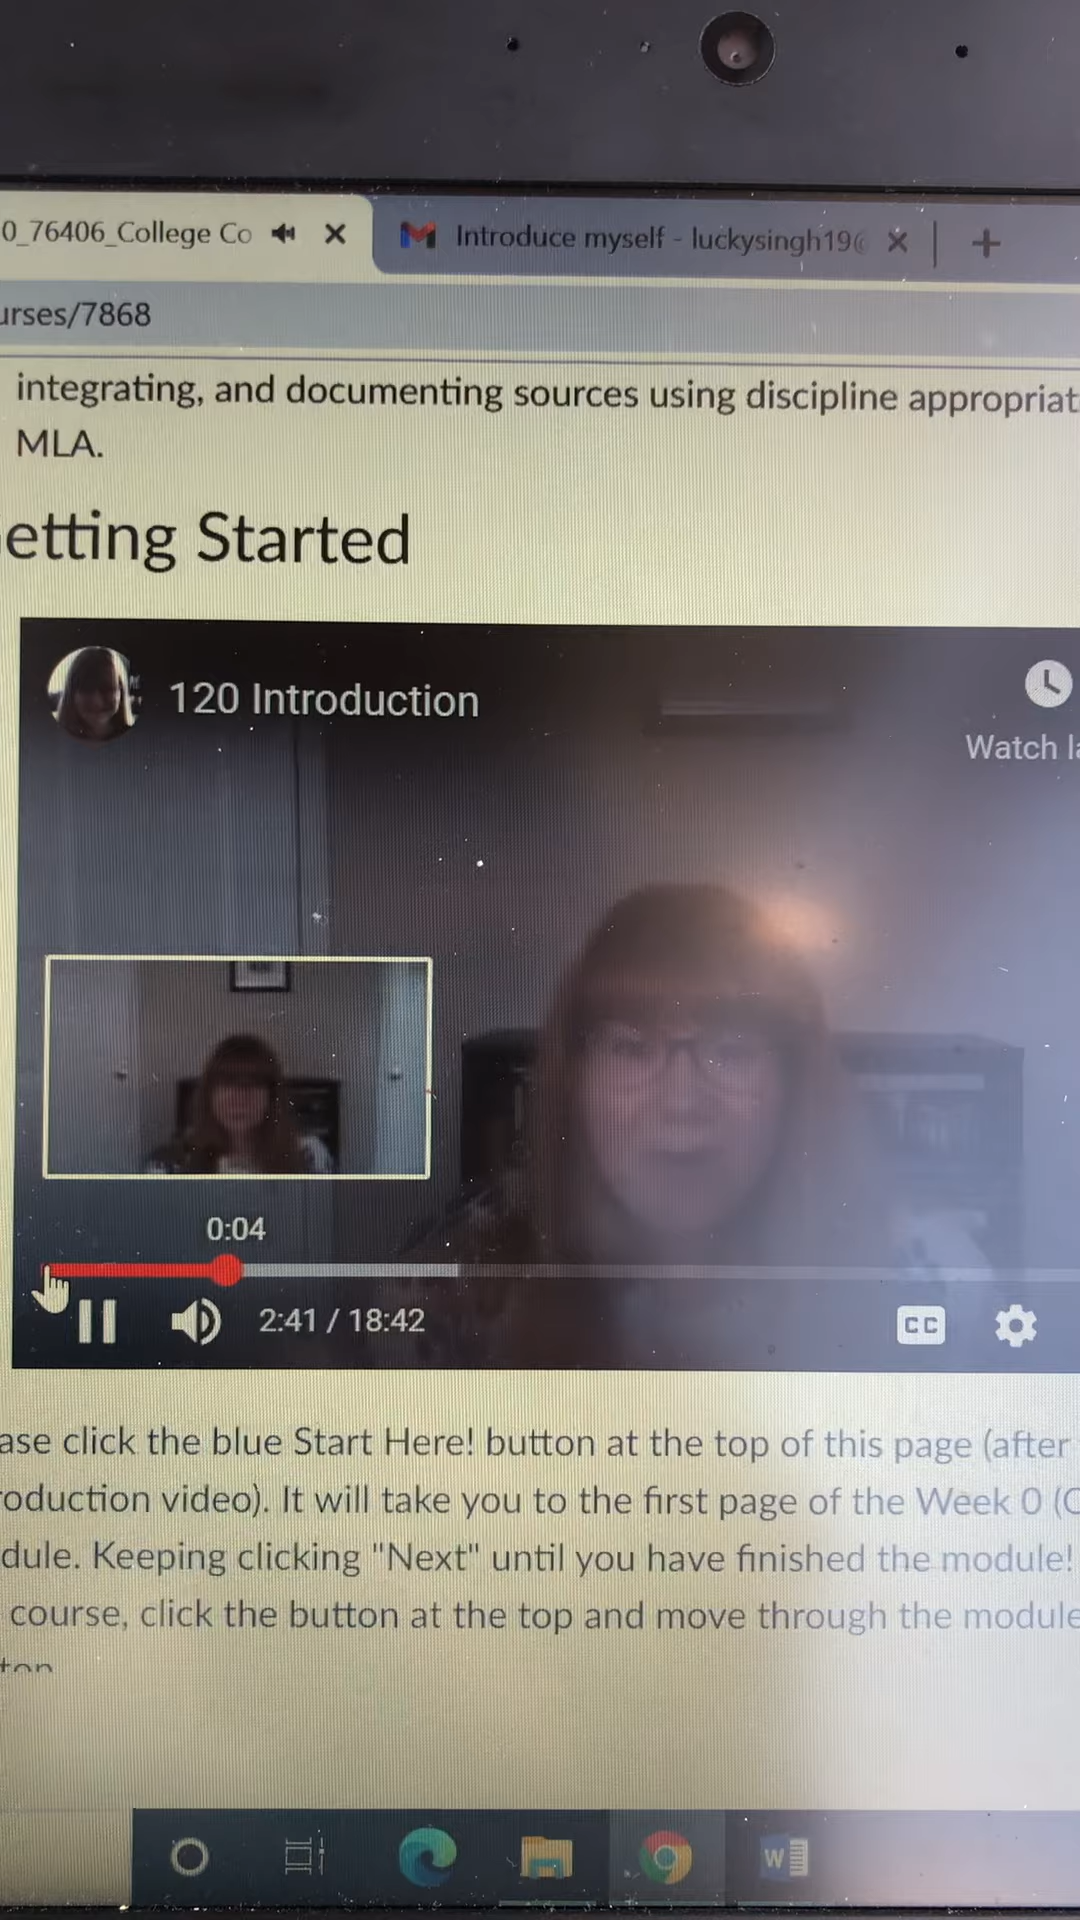 0_76406_College Co
Introduce myself - luckysingh19@
urses/7868
integrating, and documenting sources using discipline appropriat
MLA.
etting Started
120 Introduction
Watch la
0:04
2:41 / 18:42
CC
ase click the blue Start Here! button at the top of this page (after
roduction video). It will take you to the first page of the Week 0 (O
dule. Keeping clicking "Next" until you have finished the module!
course, click the button at the top and move through the module
W